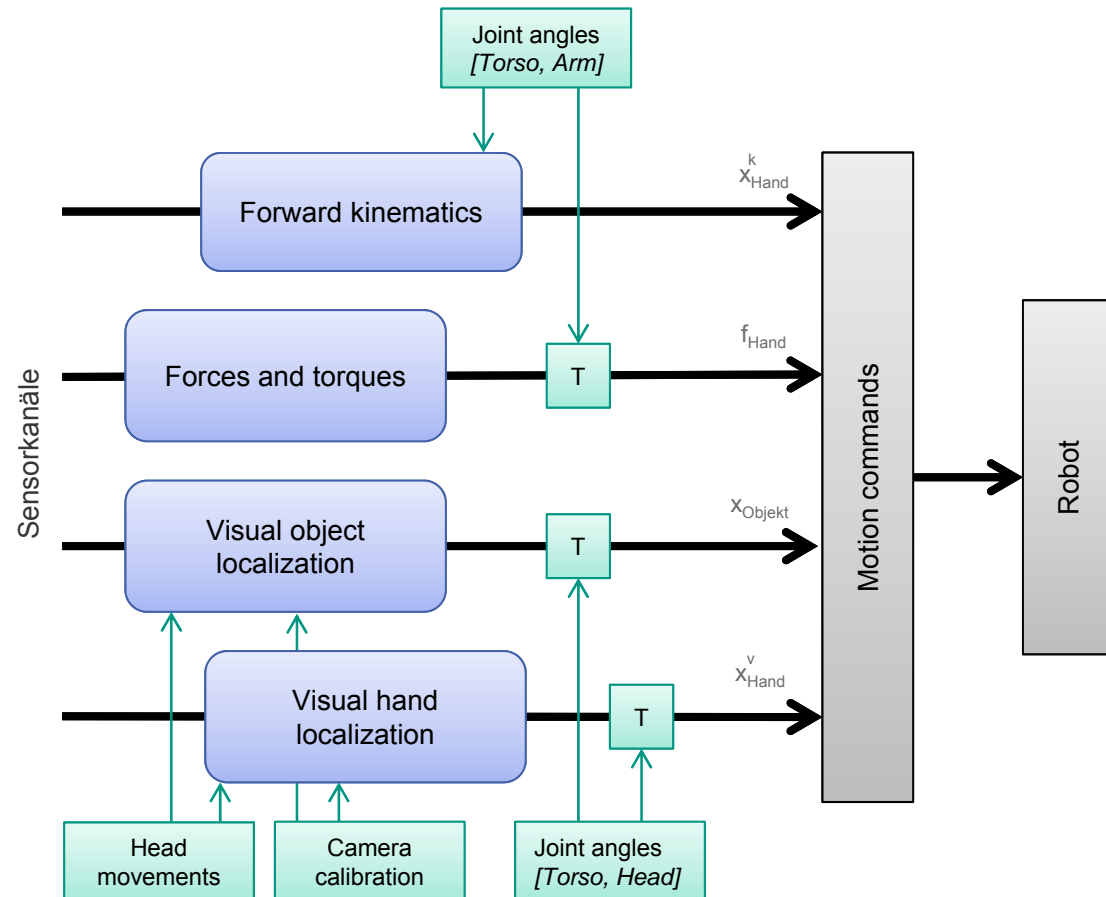 Joint angles
[Torso, Arm]
Forward kinematics
x^k_Hand
Forces and torques
T
f_Hand
Sensorkanäle
Visual object
localization
T
x_Objekt
Visual hand
localization
T
x^v_Hand
Motion commands
Robot
Head
movements
Camera
calibration
Joint angles
[Torso, Head]